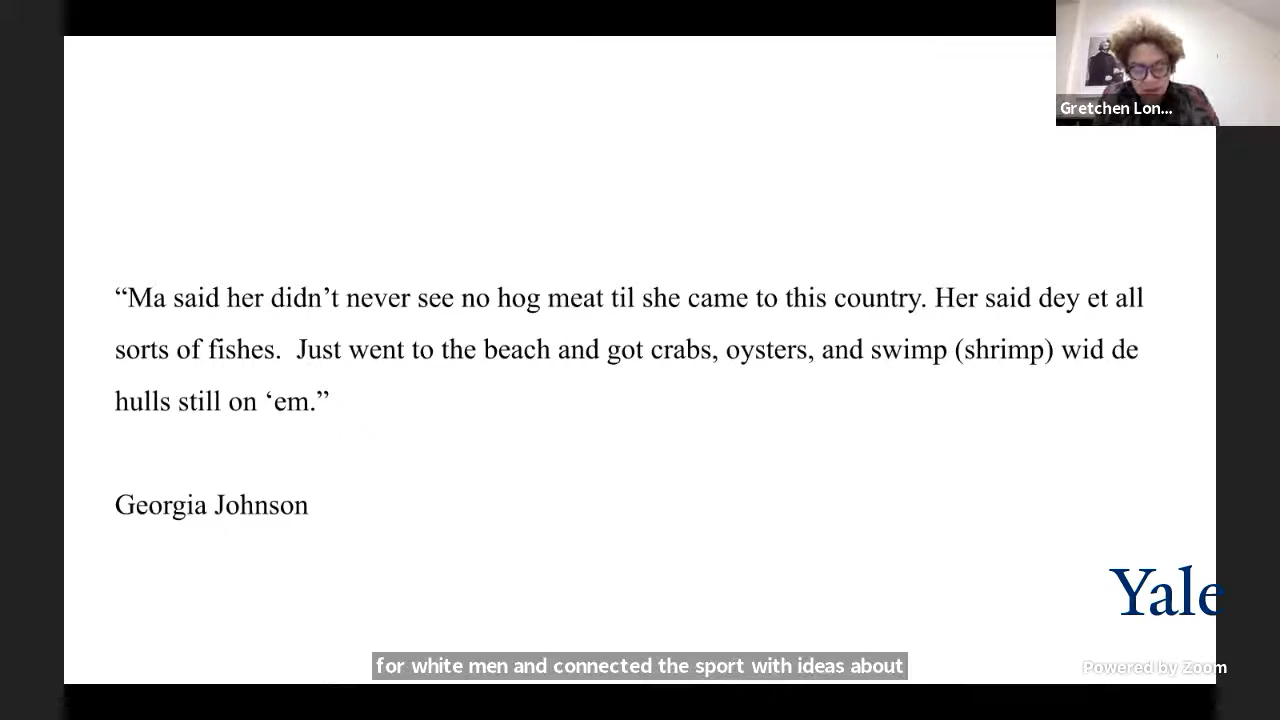 Gretchen Lon...
“Ma said her didn’t never see no hog meat til she came to this country. Her said dey et all
sorts of fishes.  Just went to the beach and got crabs, oysters, and swimp (shrimp) wid de
hulls still on ‘em.”
Georgia Johnson
Yale
for white men and connected the sport with ideas about
Powered by Zoom